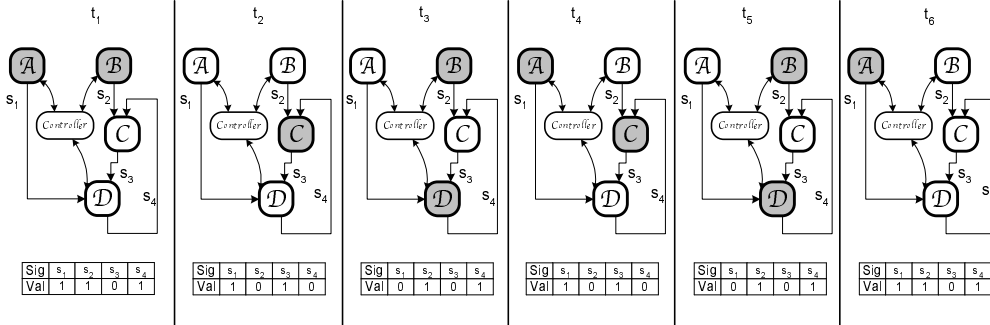 t1 t2 t3 t4 t5 t6
A B A B A B A B A B A B
s1 s2 s1 s2 s1 s2 s1 s2 s1 s2 s1 s2
Controller Controller Controller Controller Controller Controller
C C C C C C
s3 s3 s3 s3 s3 s3
D s4 D s4 D s4 D s4 D s4 D s
Sig s1 s2 s3 s4 Sig s1 s2 s3 s4 Sig s1 s2 s3 s4 Sig s1 s2 s3 s4 Sig s1 s2 s3 s4 Sig s1 s2 s3 s4
Val 1 1 0 1 Val 1 0 1 0 Val 0 1 0 1 Val 1 0 1 0 Val 0 1 0 1 Val 1 1 0 1